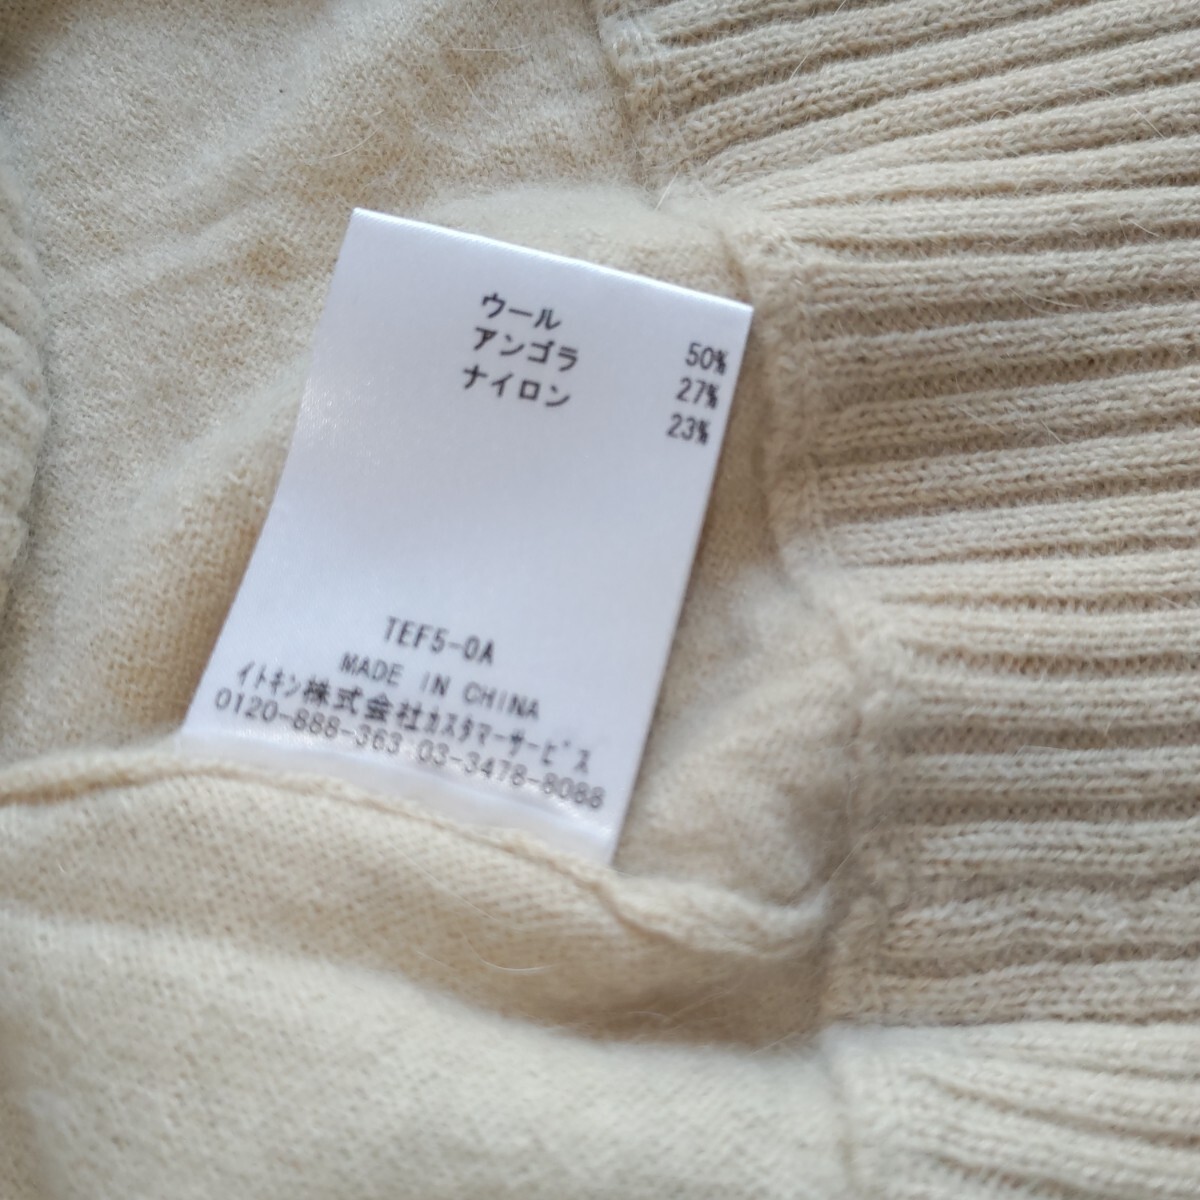 ウール 50%
アンゴラ 27%
ナイロン 23%
TEF5-0A
MADE IN CHINA
イトキン株式会社カスタマーサービス
0120-888-363 03-3478-8088